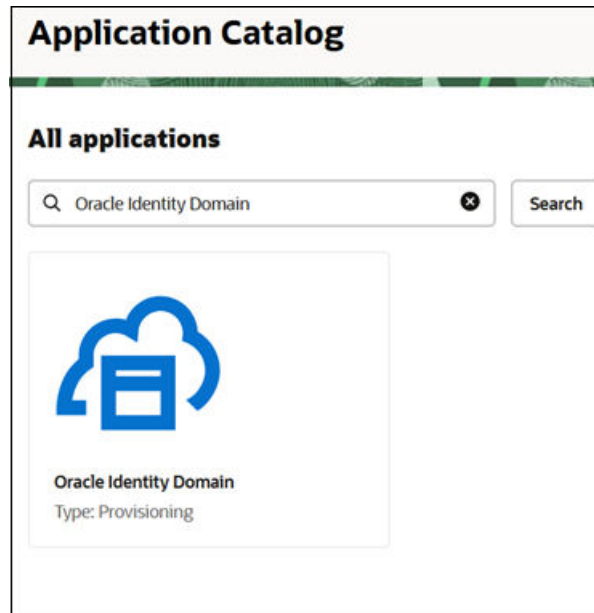 Application Catalog
All applications
Oracle Identity Domain
Search
Oracle Identity Domain
Type: Provisioning